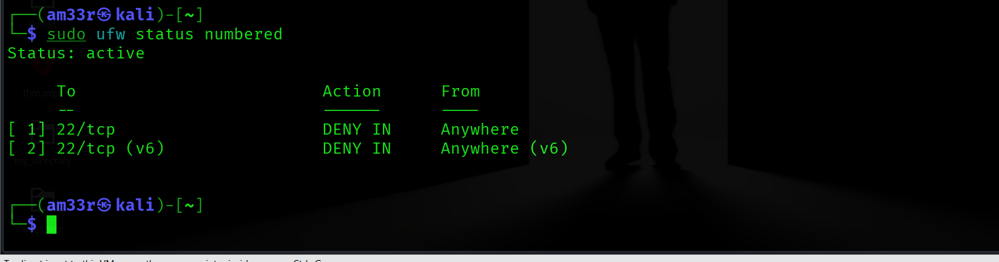 ┌──(am33r㉿kali)-[~]
└─$ sudo ufw status numbered
Status: active
To Action From
-- ------ ----
[ 1] 22/tcp DENY IN Anywhere
[ 2] 22/tcp (v6) DENY IN Anywhere (v6)
┌──(am33r㉿kali)-[~]
└─$
my_directory